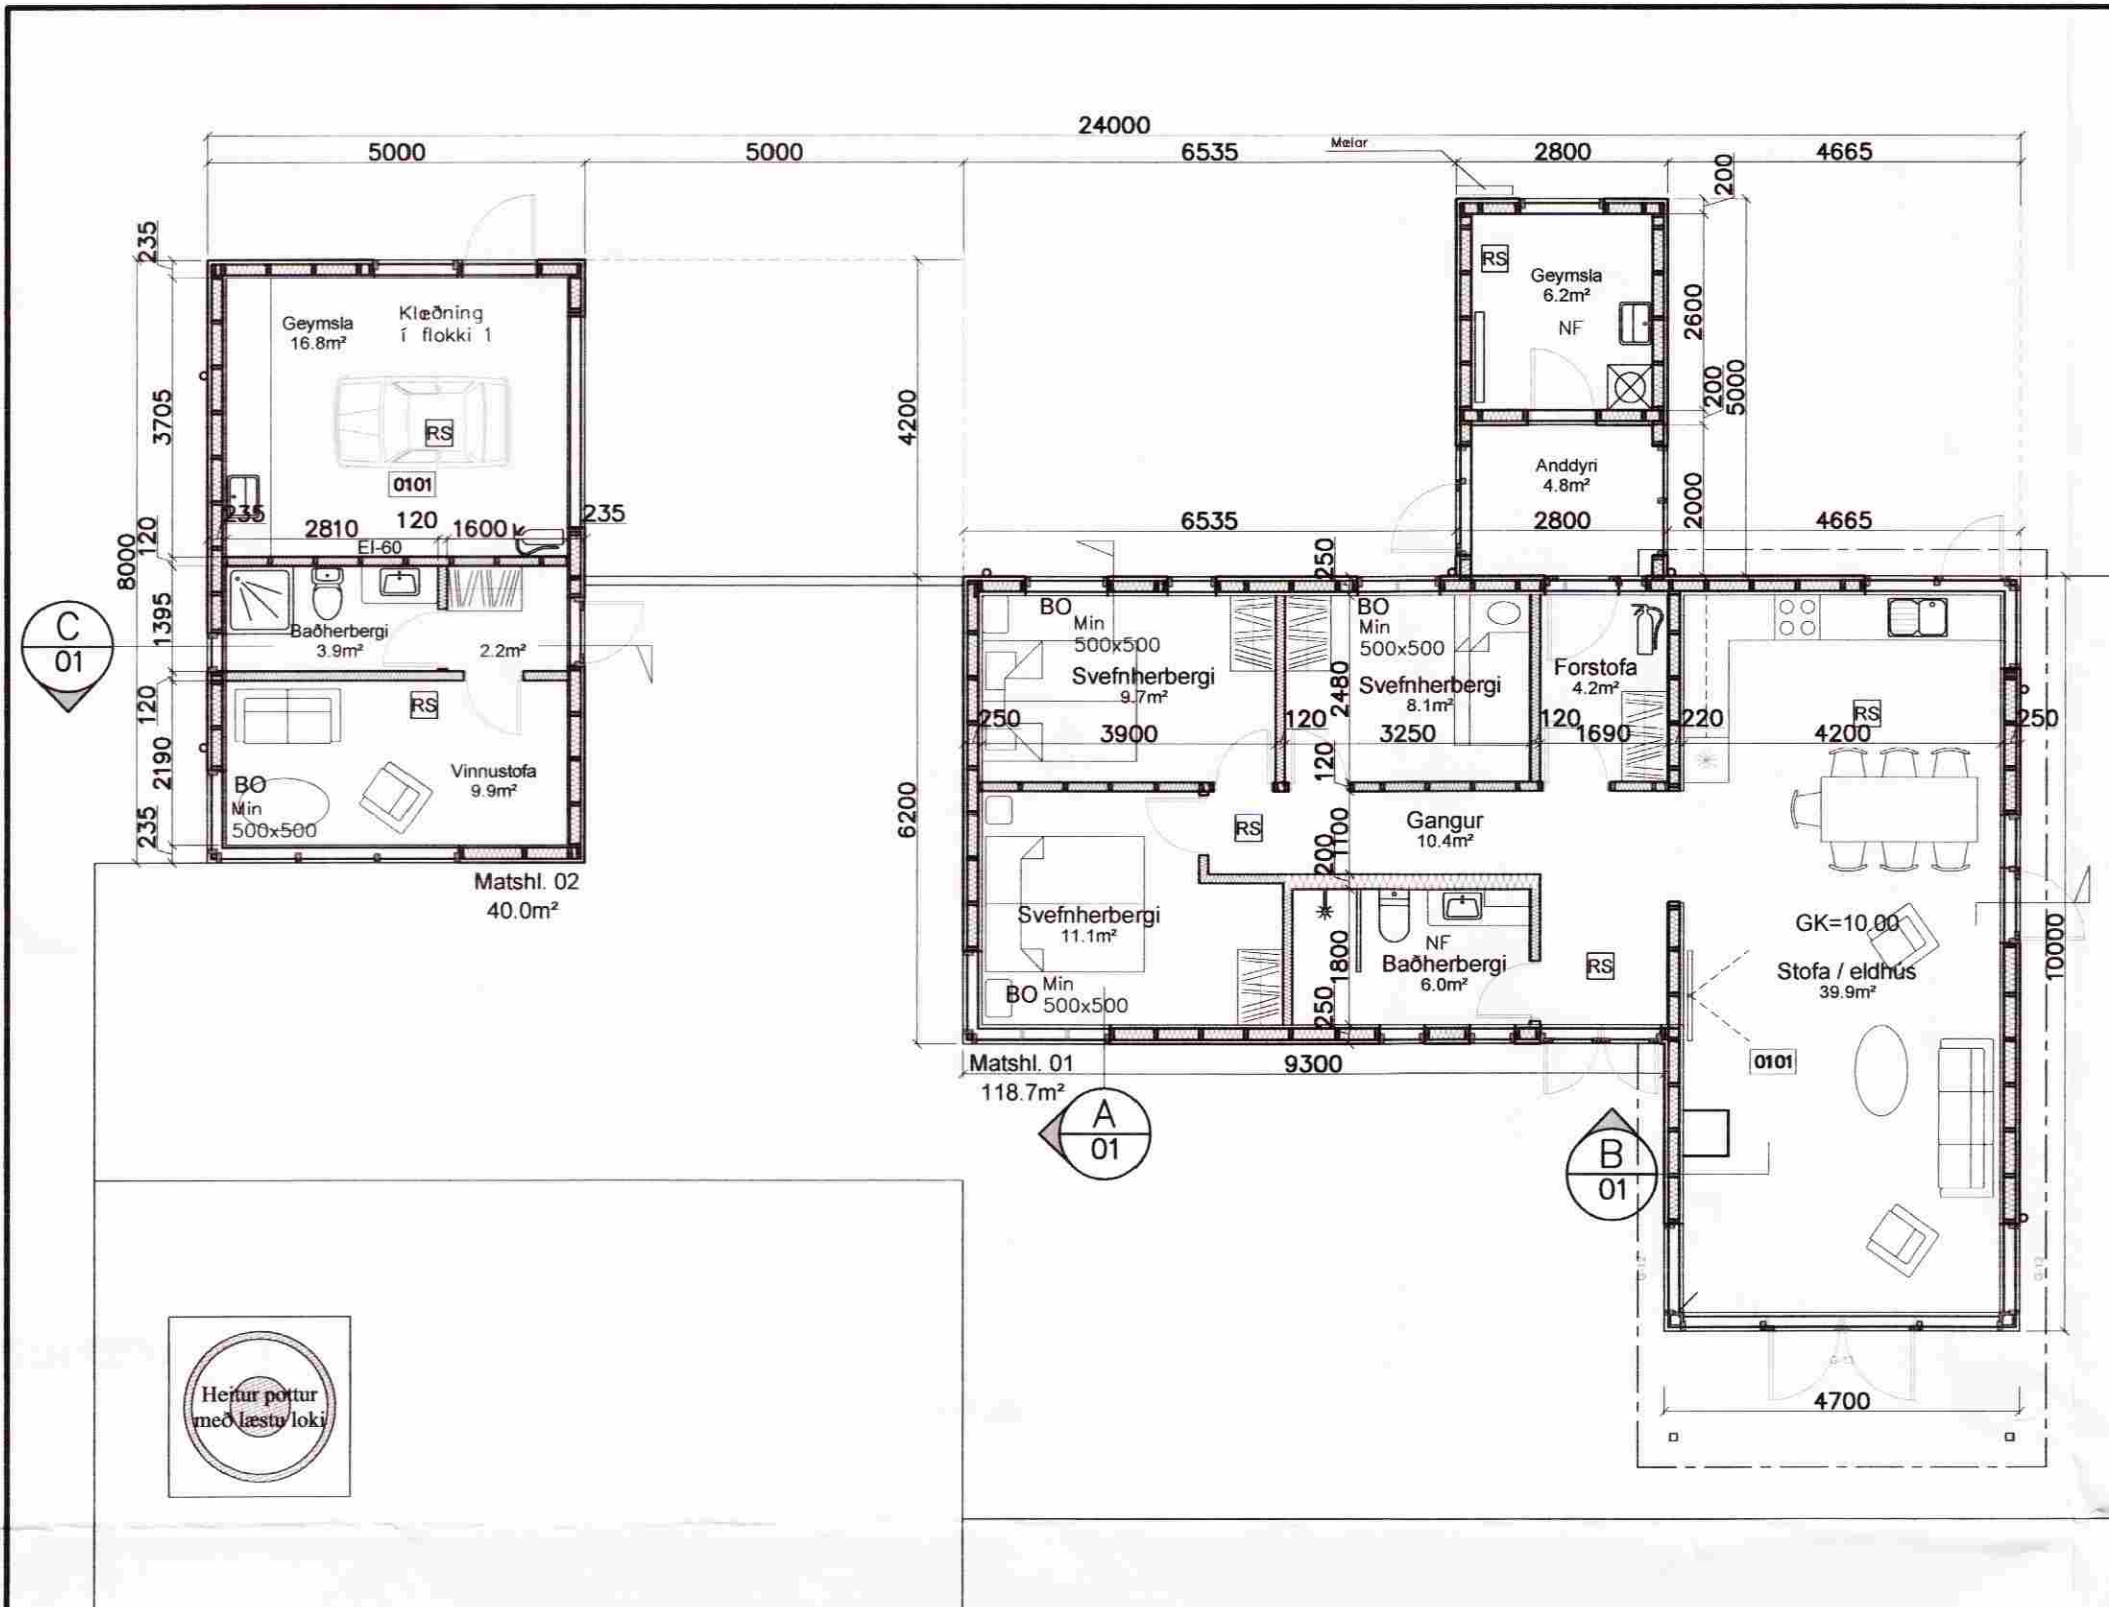 24000
5000
5000
6535
Mælar
2800
4665
200
235
Geymsla
16.8m²
Klæðning
í flokki 1
RS
Geymsla
6.2m²
NF
2600
3705
RS
4200
200
5000
0101
Anddyri
4.8m²
2000
235
2810
120
1600
235
EI-60
6535
2800
4665
120
8000
250
C
01
1395
Baðherbergi
3.9m²
2.2m²
BO
Min
500x500
Svefnherbergi
9.7m²
BO
Min
500x500
Svefnherbergi
8.1m²
2480
Forstofa
4.2m²
RS
RS
120
250
3900
120
3250
120
1690
220
4200
250
2190
Vinnustofa
9.9m²
BO
Min
500x500
235
120
6200
RS
1100
Gangur
10.4m²
200
Matshl. 02
40.0m²
Svefnherbergi
11.1m²
BO
Min
500x500
NF
Baðherbergi
6.0m²
1800
250
RS
GK=10.00
Stofa / eldhús
39.9m²
10000
Matshl. 01
118.7m²
9300
0101
A
01
B
01
G-12
G-12
4700
Heitur pottur
með læstu loki